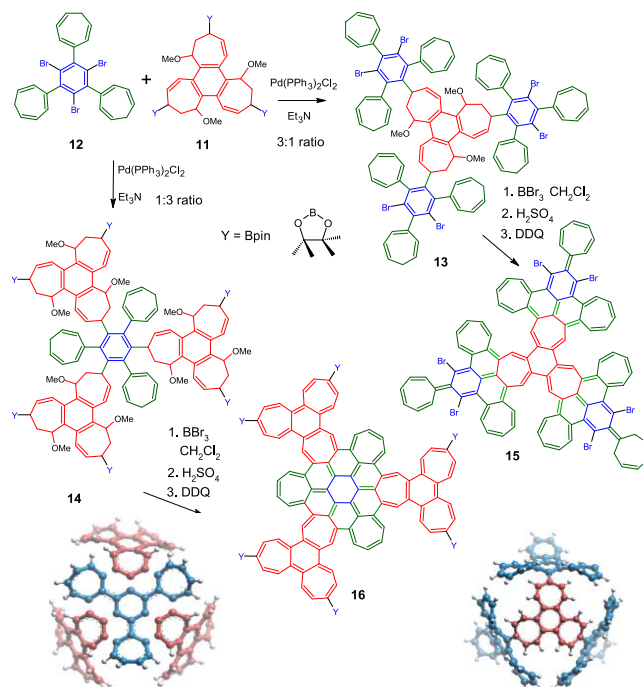 Y
Br
Br
Br
12
+
Y
OMe
MeO
Y
Y
OMe
11
Pd(PPh3)2Cl2
Et3N
3:1 ratio
Br
Br
Br
Br
MeO
OMe
MeO
OMe
Br
Br
13
Pd(PPh3)2Cl2
Et3N
1:3 ratio
Y = Bpin
B
O
O
1. BBr3 CH2Cl2
2. H2SO4
3. DDQ
Y
MeO
Y
OMe
Y
OMe
MeO
OMe
Y
MeO
OMe
Y
OMe
Y
14
1. BBr3
CH2Cl2
2. H2SO4
3. DDQ
Br
Br
Br
Br
Br
Br
15
Y
Y
Y
Y
Y
Y
16